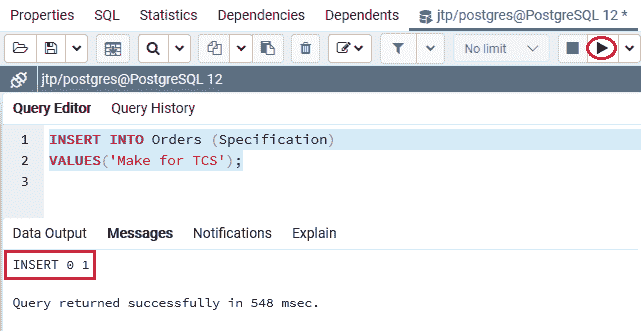 Properties SQL Statistics Dependencies Dependents jtp/postgres@PostgreSQL 12 *
No limit
jtp/postgres@PostgreSQL 12
Query Editor Query History
1 INSERT INTO Orders (Specification)
2 VALUES('Make for TCS');
3
Data Output Messages Notifications Explain
INSERT 0 1
Query returned successfully in 548 msec.